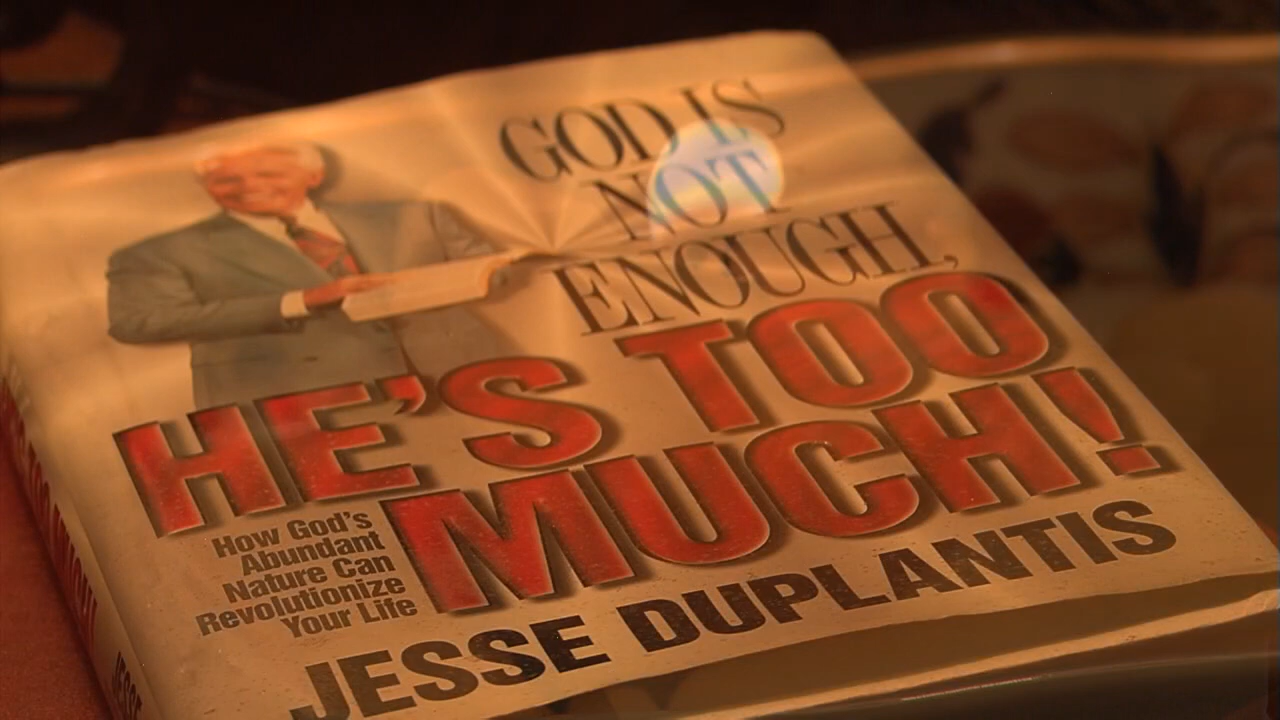 GOD IS
NOT
ENOUGH,
HE'S TOO
MUCH!
How God's
Abundant
Nature Can
Revolutionize
Your Life
JESSE DUPLANTIS